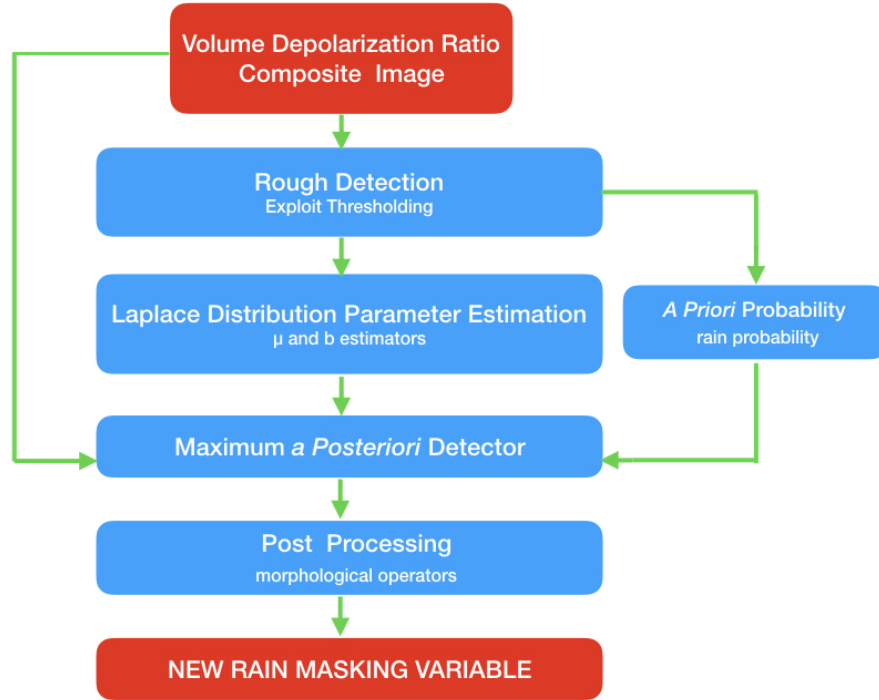 Volume Depolarization Ratio
Composite Image
Rough Detection
Exploit Thresholding
Laplace Distribution Parameter Estimation
μ and b estimators
A Priori Probability
rain probability
Maximum a Posteriori Detector
Post Processing
morphological operators
NEW RAIN MASKING VARIABLE